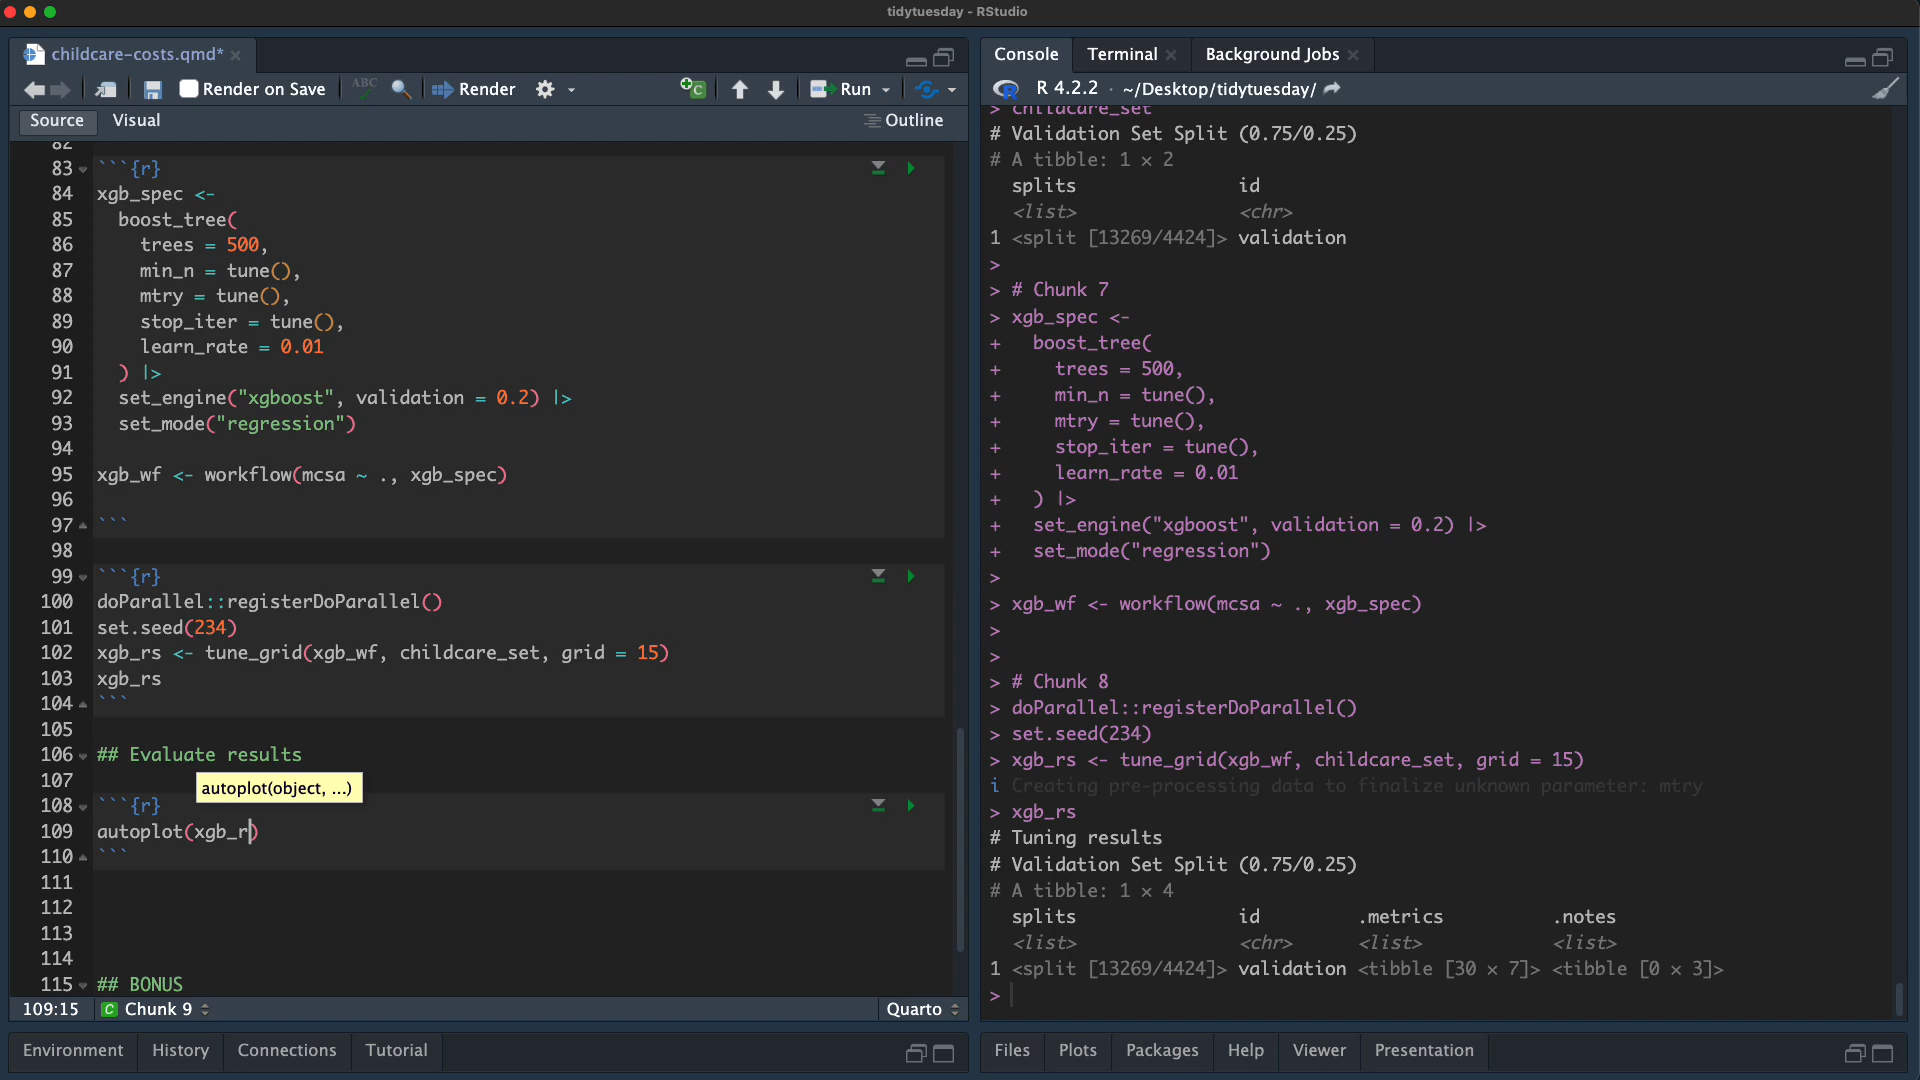 tidytuesday - RStudio
childcare-costs.qmd*
Render on Save
ABC
Render
Run
Source
Visual
Outline
82
83 ```{r}
84 xgb_spec <-
85   boost_tree(
86     trees = 500,
87     min_n = tune(),
88     mtry = tune(),
89     stop_iter = tune(),
90     learn_rate = 0.01
91   ) |>
92   set_engine("xgboost", validation = 0.2) |>
93   set_mode("regression")
94
95 xgb_wf <- workflow(mcsa ~ ., xgb_spec)
96
97 ```
98
99 ```{r}
100 doParallel::registerDoParallel()
101 set.seed(234)
102 xgb_rs <- tune_grid(xgb_wf, childcare_set, grid = 15)
103 xgb_rs
104 ```
105
106 ## Evaluate results
107
autoplot(object, ...)
108 ```{r}
109 autoplot(xgb_r)
110 ```
111
112
113
114
115 ## BONUS
109:15
C Chunk 9
Quarto
Environment
History
Connections
Tutorial
Console
Terminal
Background Jobs
R 4.2.2 · ~/Desktop/tidytuesday/
> childcare_set
# Validation Set Split (0.75/0.25)
# A tibble: 1 × 2
  splits               id
  <list>               <chr>
1 <split [13269/4424]> validation
>
> # Chunk 7
> xgb_spec <-
+   boost_tree(
+     trees = 500,
+     min_n = tune(),
+     mtry = tune(),
+     stop_iter = tune(),
+     learn_rate = 0.01
+   ) |>
+   set_engine("xgboost", validation = 0.2) |>
+   set_mode("regression")
>
> xgb_wf <- workflow(mcsa ~ ., xgb_spec)
>
>
> # Chunk 8
> doParallel::registerDoParallel()
> set.seed(234)
> xgb_rs <- tune_grid(xgb_wf, childcare_set, grid = 15)
i Creating pre-processing data to finalize unknown parameter: mtry
> xgb_rs
# Tuning results
# Validation Set Split (0.75/0.25)
# A tibble: 1 × 4
  splits               id         .metrics          .notes
  <list>               <chr>      <list>            <list>
1 <split [13269/4424]> validation <tibble [30 × 7]> <tibble [0 × 3]>
>
Files
Plots
Packages
Help
Viewer
Presentation